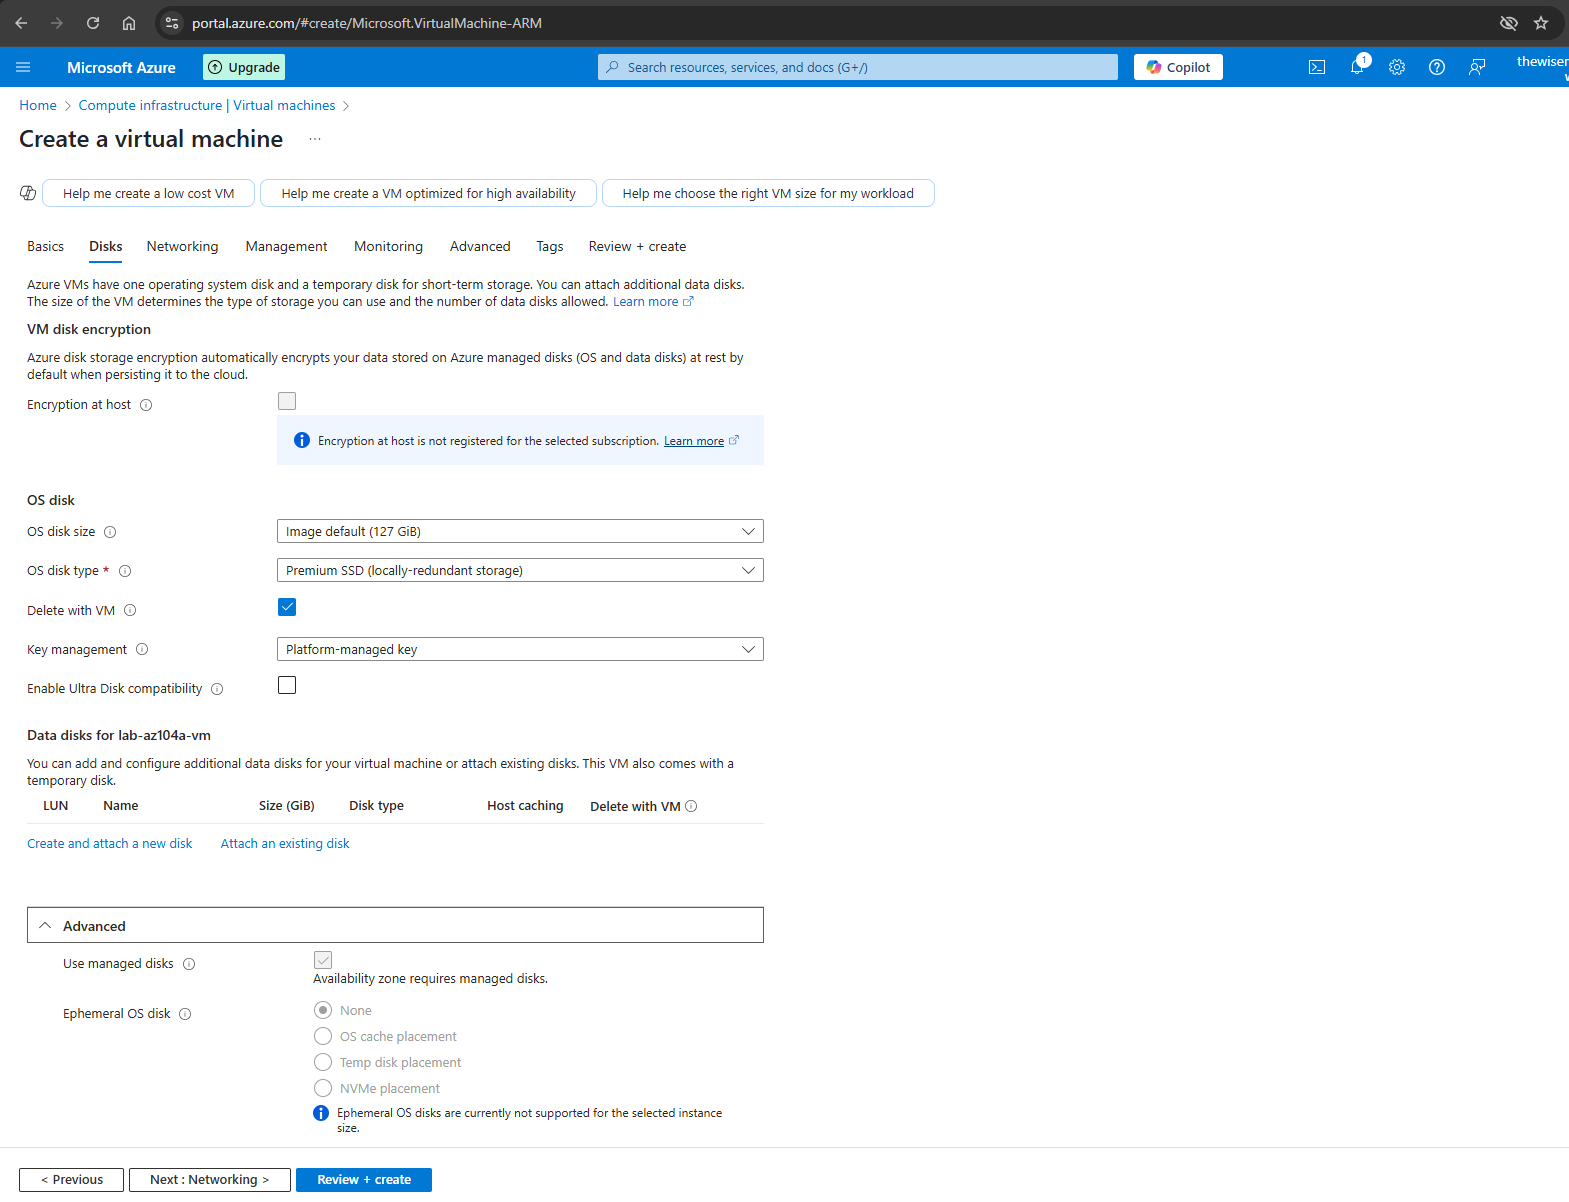 portal.azure.com/#create/Microsoft.VirtualMachine-ARM
Microsoft Azure
Upgrade
Search resources, services, and docs (G+/)
Copilot
1
thewiser
Home > Compute infrastructure | Virtual machines >
Create a virtual machine ...
Help me create a low cost VM
Help me create a VM optimized for high availability
Help me choose the right VM size for my workload
Basics Disks Networking Management Monitoring Advanced Tags Review + create
Azure VMs have one operating system disk and a temporary disk for short-term storage. You can attach additional data disks.
The size of the VM determines the type of storage you can use and the number of data disks allowed. Learn more
VM disk encryption
Azure disk storage encryption automatically encrypts your data stored on Azure managed disks (OS and data disks) at rest by
default when persisting it to the cloud.
Encryption at host
Encryption at host is not registered for the selected subscription. Learn more
OS disk
OS disk size
Image default (127 GiB)
OS disk type *
Premium SSD (locally-redundant storage)
Delete with VM
Key management
Platform-managed key
Enable Ultra Disk compatibility
Data disks for lab-az104a-vm
You can add and configure additional data disks for your virtual machine or attach existing disks. This VM also comes with a
temporary disk.
LUN Name Size (GiB) Disk type Host caching Delete with VM
Create and attach a new disk Attach an existing disk
Advanced
Use managed disks
Availability zone requires managed disks.
Ephemeral OS disk
None
OS cache placement
Temp disk placement
NVMe placement
Ephemeral OS disks are currently not supported for the selected instance
size.
< Previous
Next : Networking >
Review + create